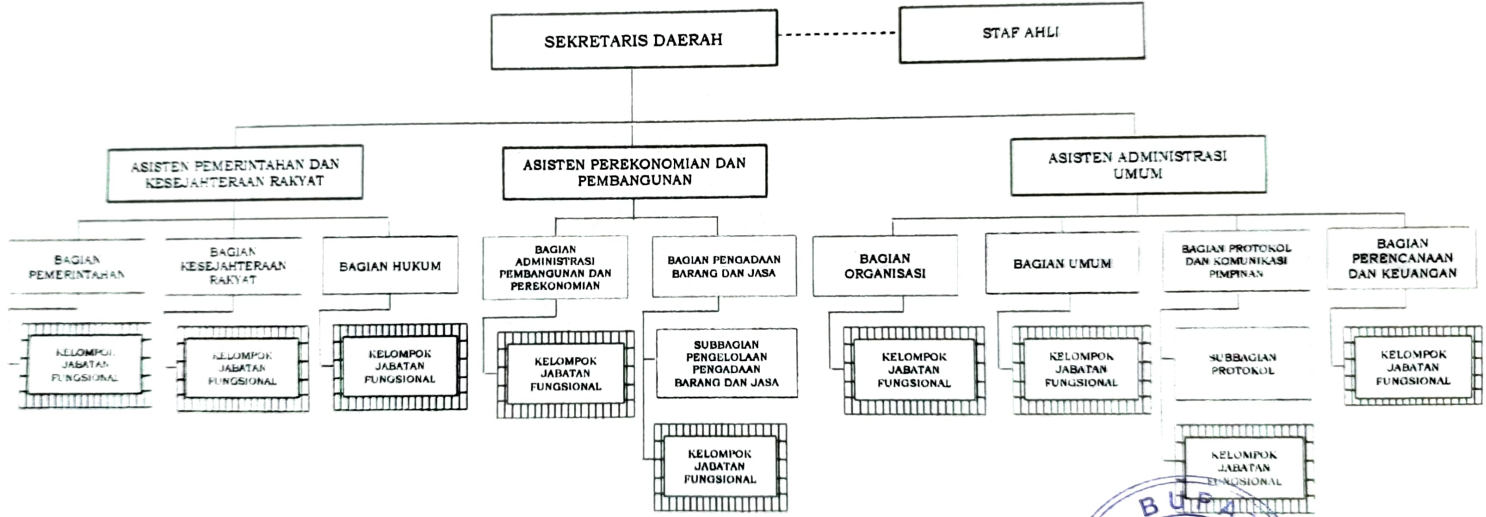 SEKRETARIS DAERAH
STAF AHLI
ASISTEN PEMERINTAHAN DAN
KESEJAHTERAAN RAKYAT
ASISTEN PEREKONOMIAN DAN
PEMBANGUNAN
ASISTEN ADMINISTRASI
UMUM
BAGIAN
PEMERINTAHAN
BAGIAN
KESEJAHTERAAN
RAKYAT
BAGIAN HUKUM
BAGIAN
ADMINISTRASI
PEMBANGUNAN DAN
PEREKONOMIAN
BAGIAN PENGADAAN
BARANG DAN JASA
BAGIAN
ORGANISASI
BAGIAN UMUM
BAGIAN PROTOKOL
DAN KOMUNIKASI
PIMPINAN
BAGIAN
PERENCANAAN
DAN KEUANGAN
KELOMPOK
JABATAN
FUNGSIONAL
KELOMPOK
JABATAN
FUNGSIONAL
KELOMPOK
JABATAN
FUNGSIONAL
KELOMPOK
JABATAN
FUNGSIONAL
SUBBAGIAN
PENGELOLAAN
PENGADAAN
BARANG DAN JASA
KELOMPOK
JABATAN
FUNGSIONAL
KELOMPOK
JABATAN
FUNGSIONAL
SUBBAGIAN
PROTOKOL
KELOMPOK
JABATAN
FUNGSIONAL
KELOMPOK
JABATAN
FUNGSIONAL
KELOMPOK
JABATAN
FUNGSIONAL
BUPA